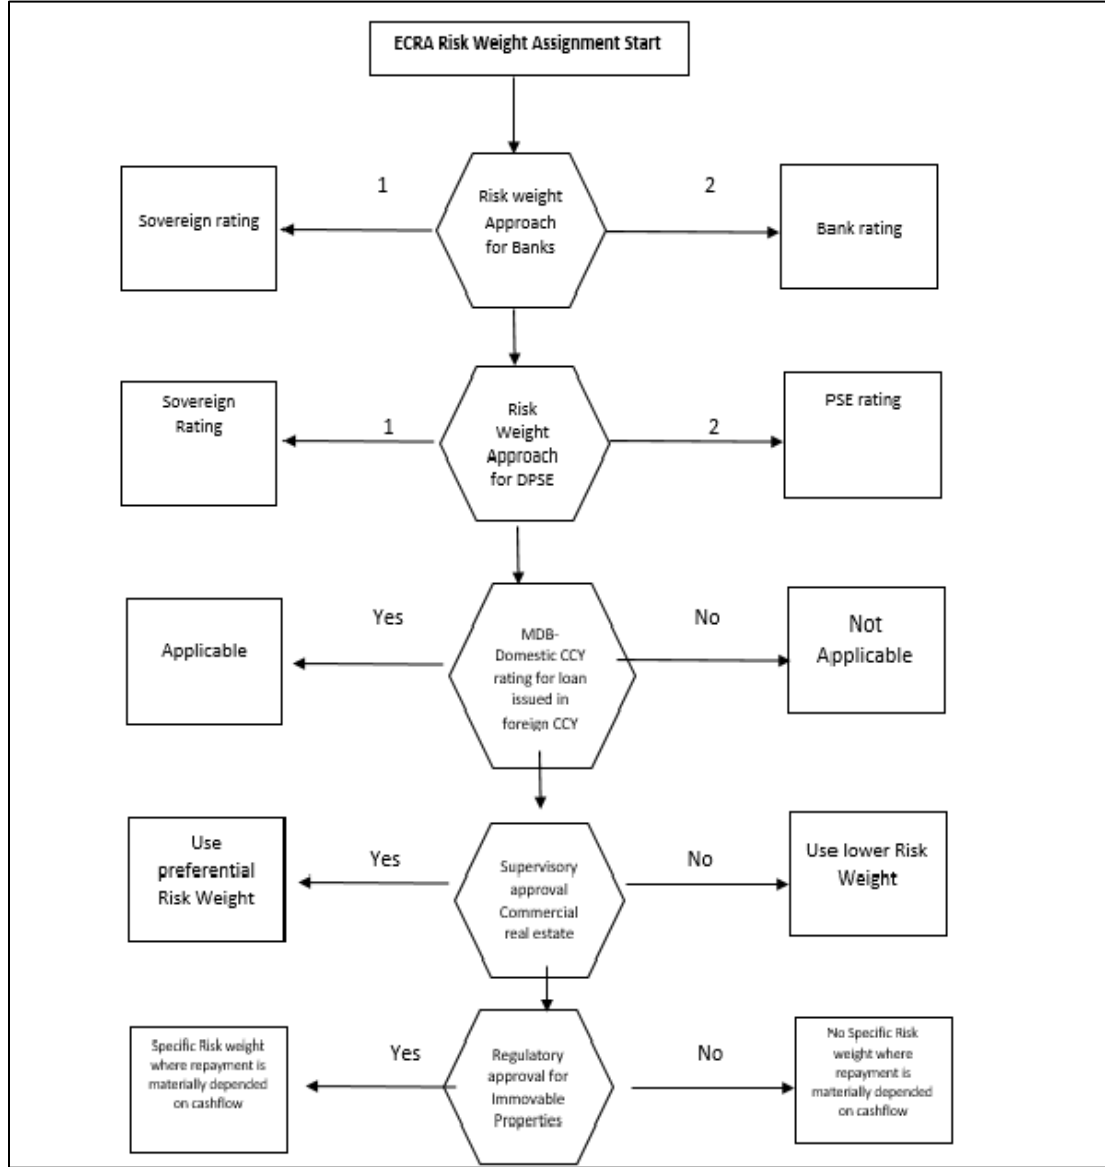 ECRA Risk Weight Assignment Start
1
2
Sovereign rating
Risk weight
Approach
for Banks
Bank rating
Sovereign
Rating
1
Risk
Weight
Approach
for DPSE
2
PSE rating
Applicable
Yes
MDB-
Domestic CCY
rating for loan
issued in
foreign CCY
No
Not
Applicable
Use
preferential
Risk Weight
Yes
Supervisory
approval
Commercial
real estate
No
Use lower Risk
Weight
Specific Risk weight
where repayment is
materially depended
on cashflow
Yes
Regulatory
approval for
Immovable
Properties
No
No Specific Risk
weight where
repayment is
materially depended
on cashflow